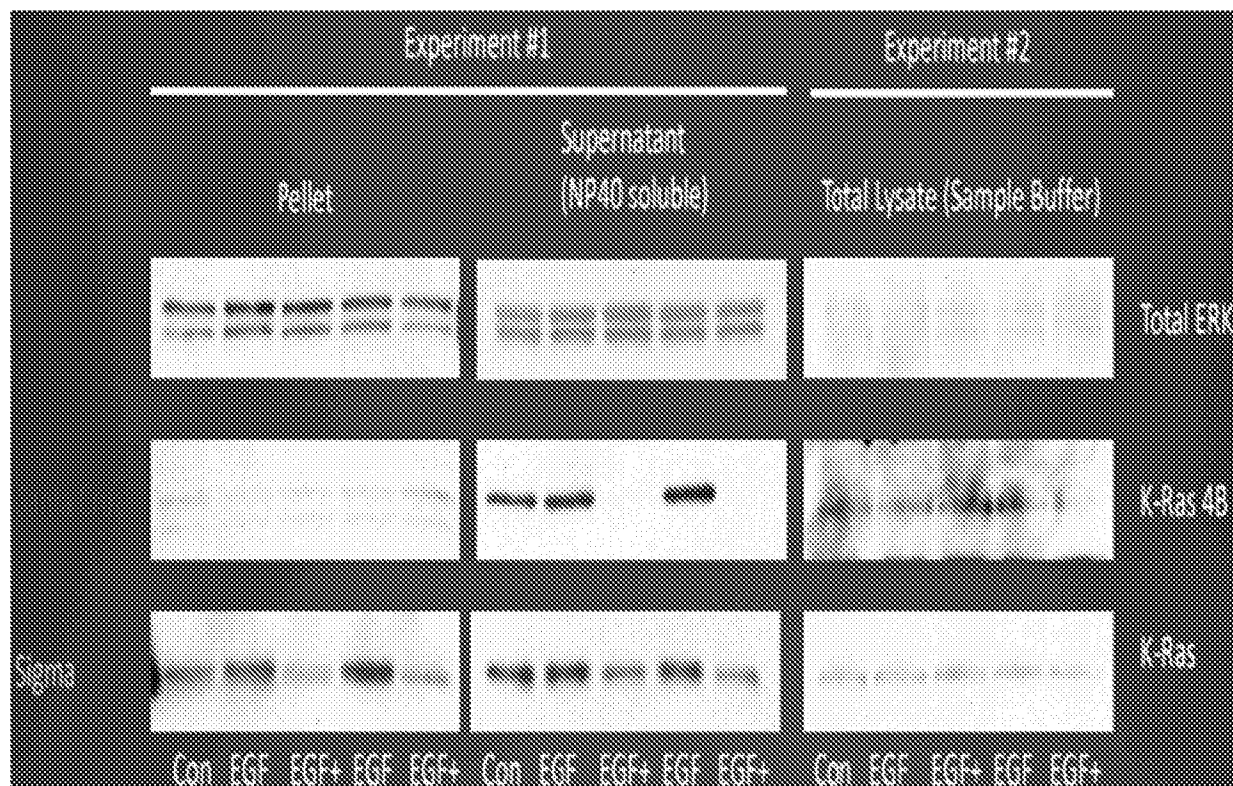 Experiment #1
Experiment #2
Supernatant
Pellet
(NP40 soluble)
Total Lysate (Sample Buffer)
Total ERK
K-Ras 4B
Sigma
K-Ras
Con EGF EGF+ EGF EGF+ Con EGF EGF+ EGF EGF+ Con EGF EGF+ EGF EGF+